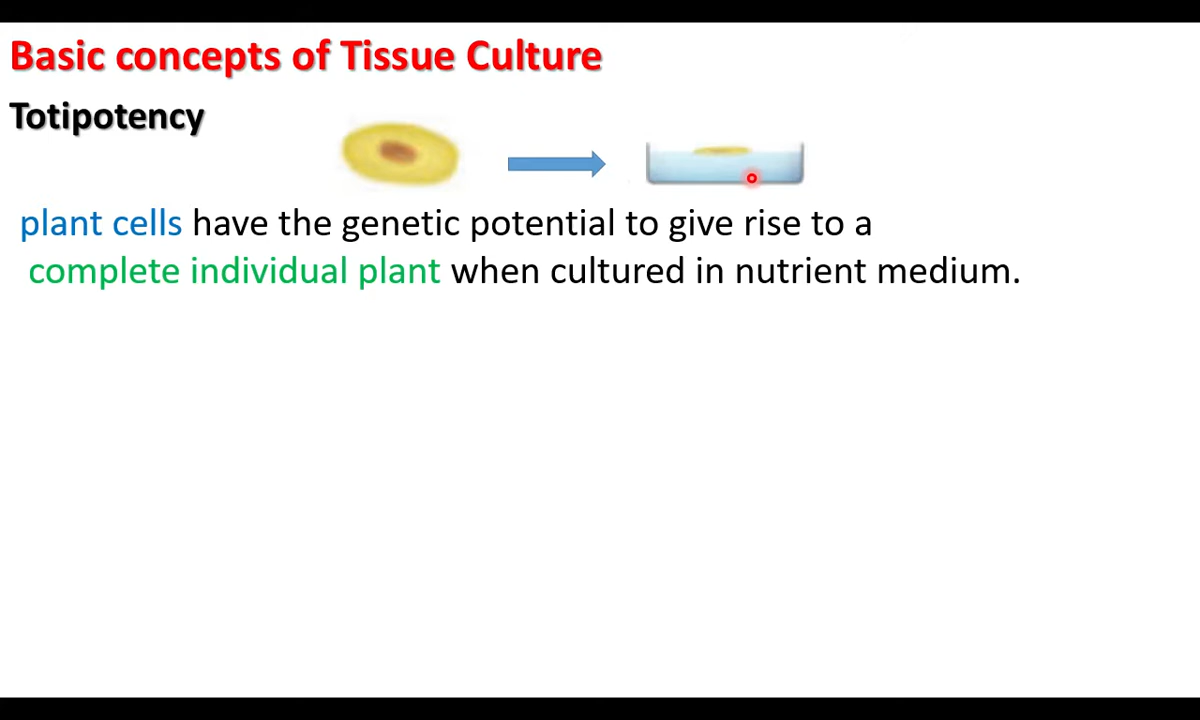 Basic concepts of Tissue Culture
Totipotency
plant cells have the genetic potential to give rise to a
complete individual plant when cultured in nutrient medium.